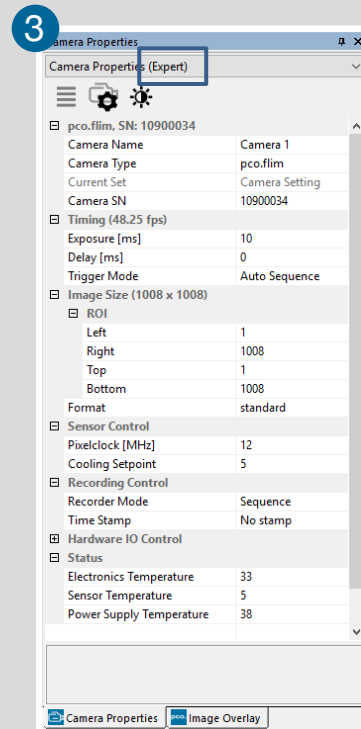 3
amera Properties
Camera Properties (Expert)
pco.flim, SN: 10900034
Camera Name Camera 1
Camera Type pco.flim
Current Set Camera Setting
Camera SN 10900034
Timing (48.25 fps)
Exposure [ms] 10
Delay [ms] 0
Trigger Mode Auto Sequence
Image Size (1008 x 1008)
ROI
Left 1
Right 1008
Top 1
Bottom 1008
Format standard
Sensor Control
Pixelclock [MHz] 12
Cooling Setpoint 5
Recording Control
Recorder Mode Sequence
Time Stamp No stamp
Hardware IO Control
Status
Electronics Temperature 33
Sensor Temperature 5
Power Supply Temperature 38
Camera Properties pco. Image Overlay